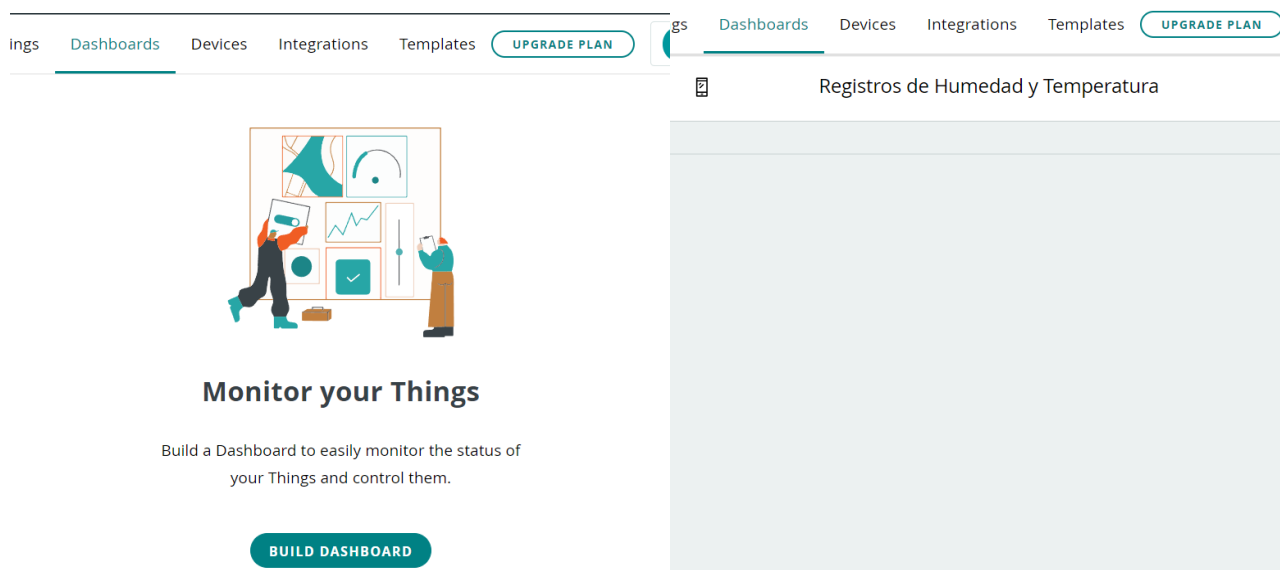 ings Dashboards Devices Integrations Templates UPGRADE PLAN
Monitor your Things
Build a Dashboard to easily monitor the status of
your Things and control them.
BUILD DASHBOARD
gs Dashboards Devices Integrations Templates UPGRADE PLAN
Registros de Humedad y Temperatura